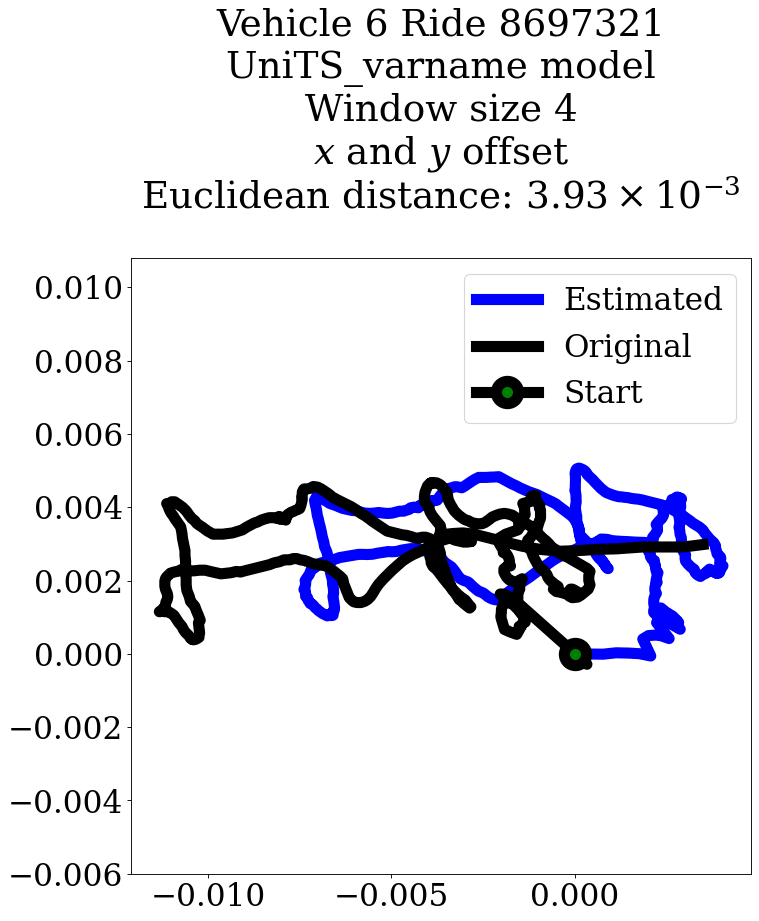 Vehicle 6 Ride 8697321
UniTS_varname model
Window size 4
x and y offset
Euclidean distance: 3.93 × 10⁻³
Estimated
Original
Start
0.010
0.008
0.006
0.004
0.002
0.000
−0.002
−0.004
−0.006
−0.010
−0.005
0.000